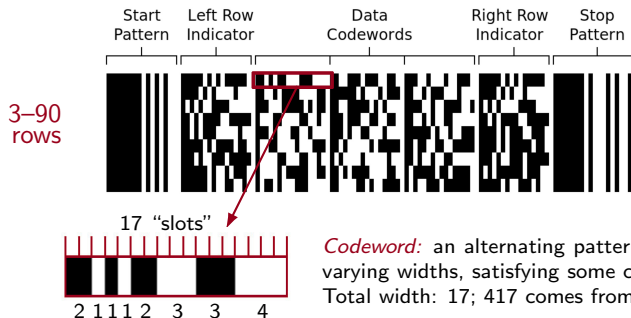 Start Pattern
Left Row Indicator
Data Codewords
Right Row Indicator
Stop Pattern
3–90 rows
17 “slots”
2 1 1 1 2 3 3 4
Codeword: an alternating patter
varying widths, satisfying some c
Total width: 17; 417 comes from